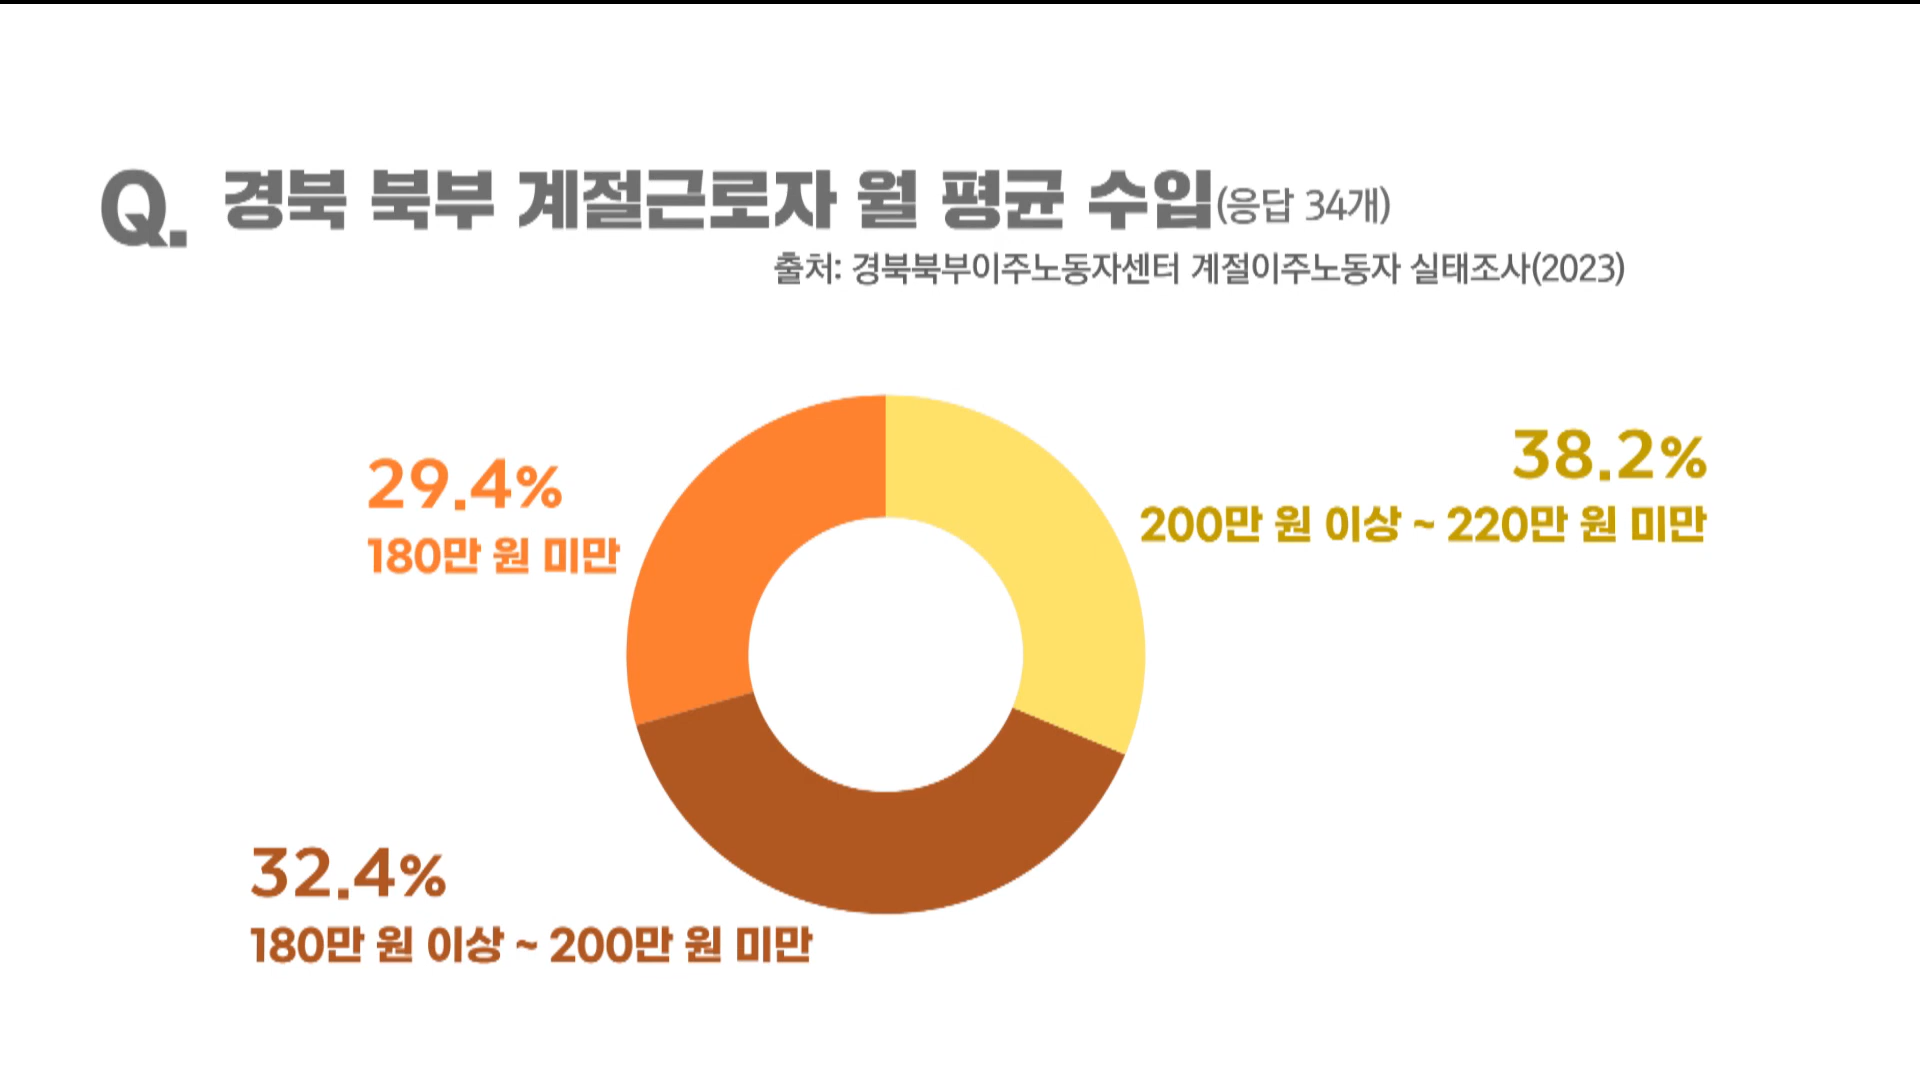 Q. 경북 북부 계절근로자 월 평균 수입(응답 34개)
출처: 경북북부이주노동자센터 계절이주노동자 실태조사(2023)
38.2%
200만 원 이상 ~ 220만 원 미만
29.4%
180만 원 미만
32.4%
180만 원 이상 ~ 200만 원 미만